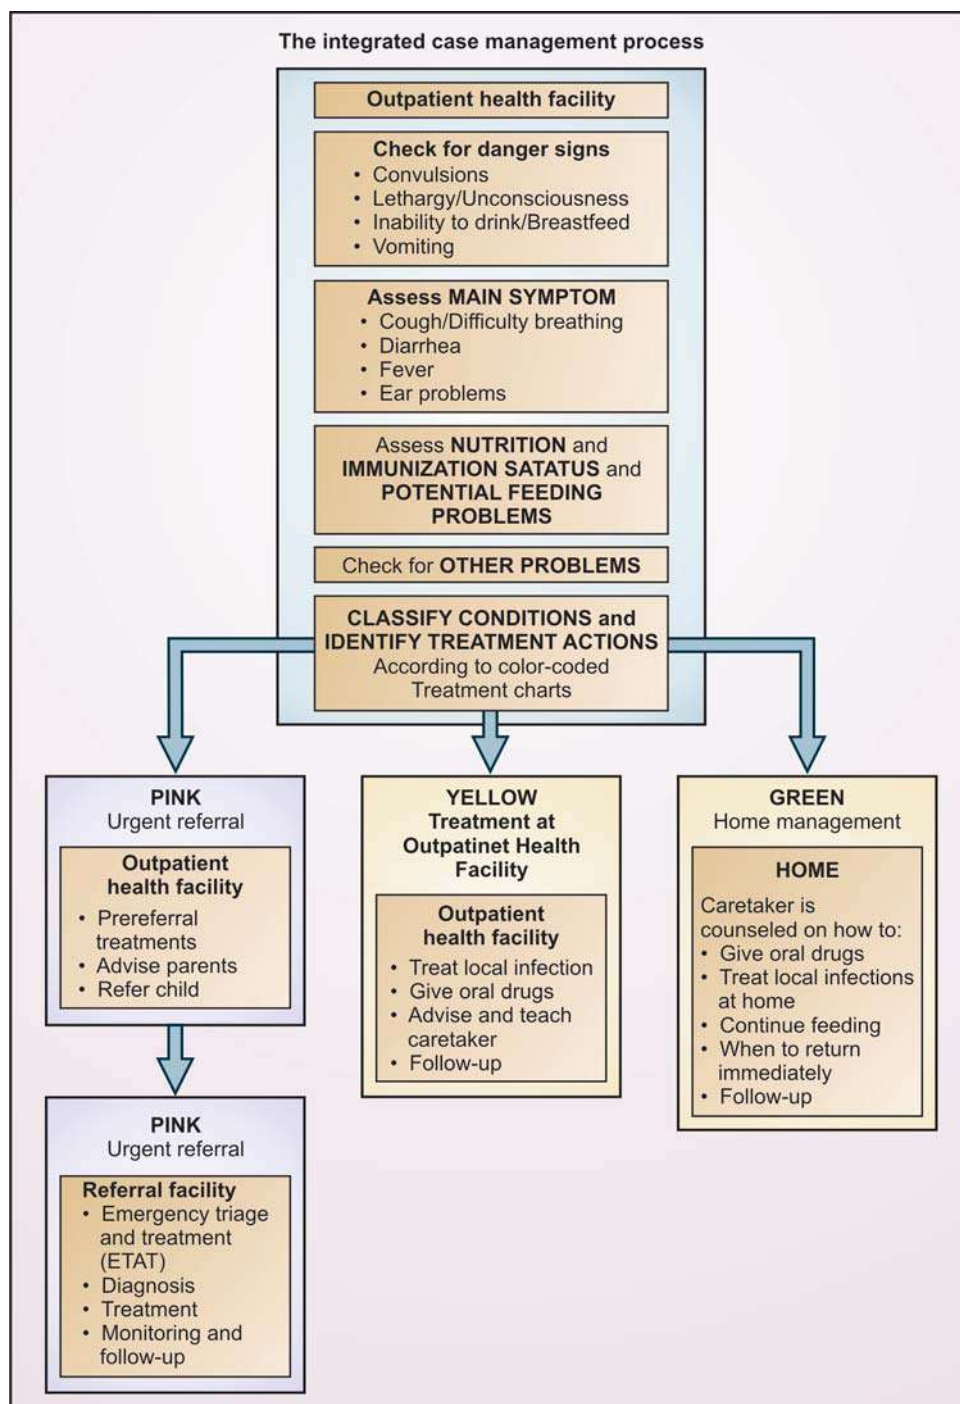 The integrated case management process
Outpatient health facility
Check for danger signs
• Convulsions
• Lethargy/Unconsciousness
• Inability to drink/Breastfeed
• Vomiting
Assess MAIN SYMPTOM
• Cough/Difficulty breathing
• Diarrhea
• Fever
• Ear problems
Assess NUTRITION and
IMMUNIZATION SATATUS and
POTENTIAL FEEDING
PROBLEMS
Check for OTHER PROBLEMS
CLASSIFY CONDITIONS and
IDENTIFY TREATMENT ACTIONS
According to color-coded
Treatment charts
PINK
Urgent referral
Outpatient
health facility
• Prereferral
treatments
• Advise parents
• Refer child
YELLOW
Treatment at
Outpatinet Health
Facility
Outpatient
health facility
• Treat local infection
• Give oral drugs
• Advise and teach
caretaker
• Follow-up
GREEN
Home management
HOME
Caretaker is
counseled on how to:
• Give oral drugs
• Treat local infections
at home
• Continue feeding
• When to return
immediately
• Follow-up
PINK
Urgent referral
Referral facility
• Emergency triage
and treatment
(ETAT)
• Diagnosis
• Treatment
• Monitoring and
follow-up